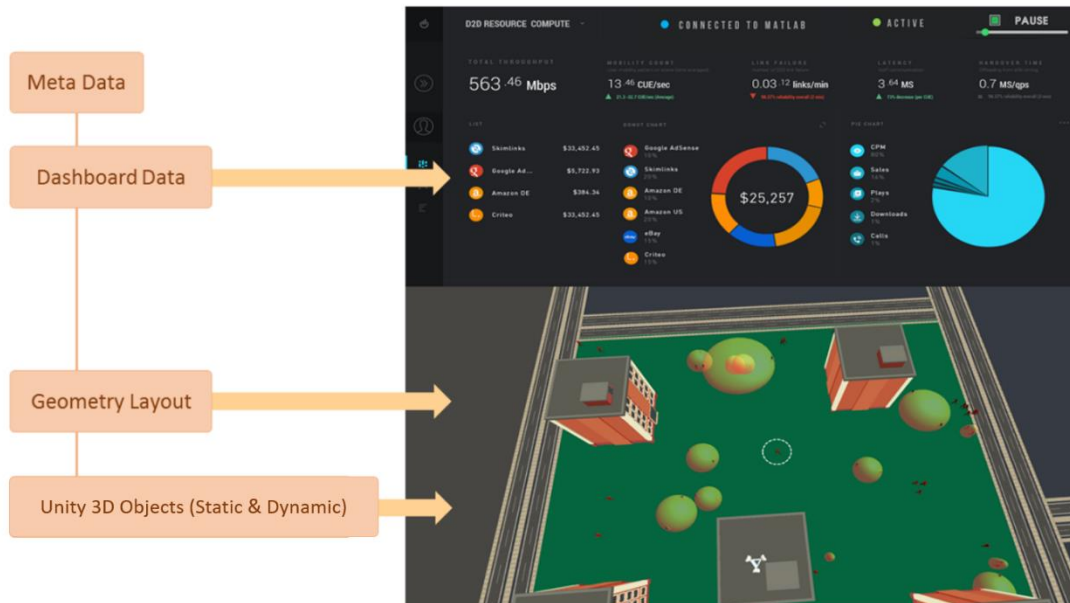 Meta Data
Dashboard Data
Geometry Layout
Unity 3D Objects (Static & Dynamic)
D2D RESOURCE COMPUTE
CONNECTED TO MATLAB
ACTIVE
PAUSE
TOTAL THROUGHPUT
563.46 Mbps
MOBILITY COUNT
13.46 CUE/sec
LINK FAILURE
0.03.12 links/min
LATENCY
3.64 MS
HANDOVER TIME
0.7 MS/qps
LIST
Skimlinks $33,452.45
Google Ad... $5,722.93
Amazon DE $384.34
Criteo $33,452.45
DONUT CHART
Google AdSense
10%
Skimlinks
20%
Amazon DE
10%
Amazon US
20%
eBay
15%
Criteo
15%
$25,257
PIE CHART
CPM
80%
Sales
16%
Plays
2%
Downloads
1%
Calls
1%